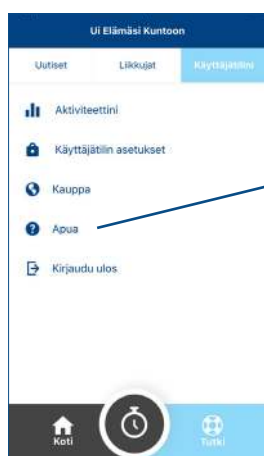 Ui Elämäsi Kuntoon
Uutiset Liikkujat Käyttäjätilini
Aktiviteettini
Käyttäjätilin asetukset
Kauppa
Apua
Kirjaudu ulos
Koti Tutki